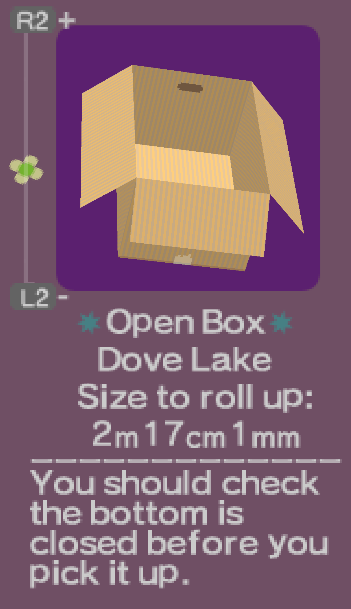 R2 +
L2 -
Open Box
Dove Lake
Size to roll up:
2m17cm1mm
You should check
the bottom is
closed before you
pick it up.